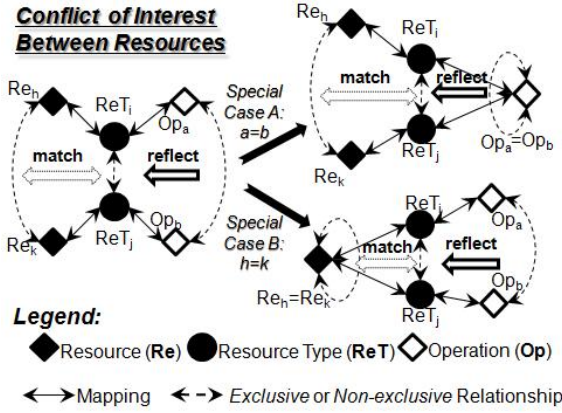 Conflict of Interest
Between Resources
Re_h
ReT_i
Op_a
match
reflect
Re_k
ReT_j
Op_b
Special
Case A:
a=b
ReT_i
Re_h
match
reflect
Op_a=Op_b
ReT_j
Re_k
Special
Case B:
h=k
ReT_i
Op_a
match
reflect
Re_h=Re_k
Op_b
ReT_j
Legend:
Resource (Re) Resource Type (ReT) Operation (Op)
Mapping Exclusive or Non-exclusive Relationship